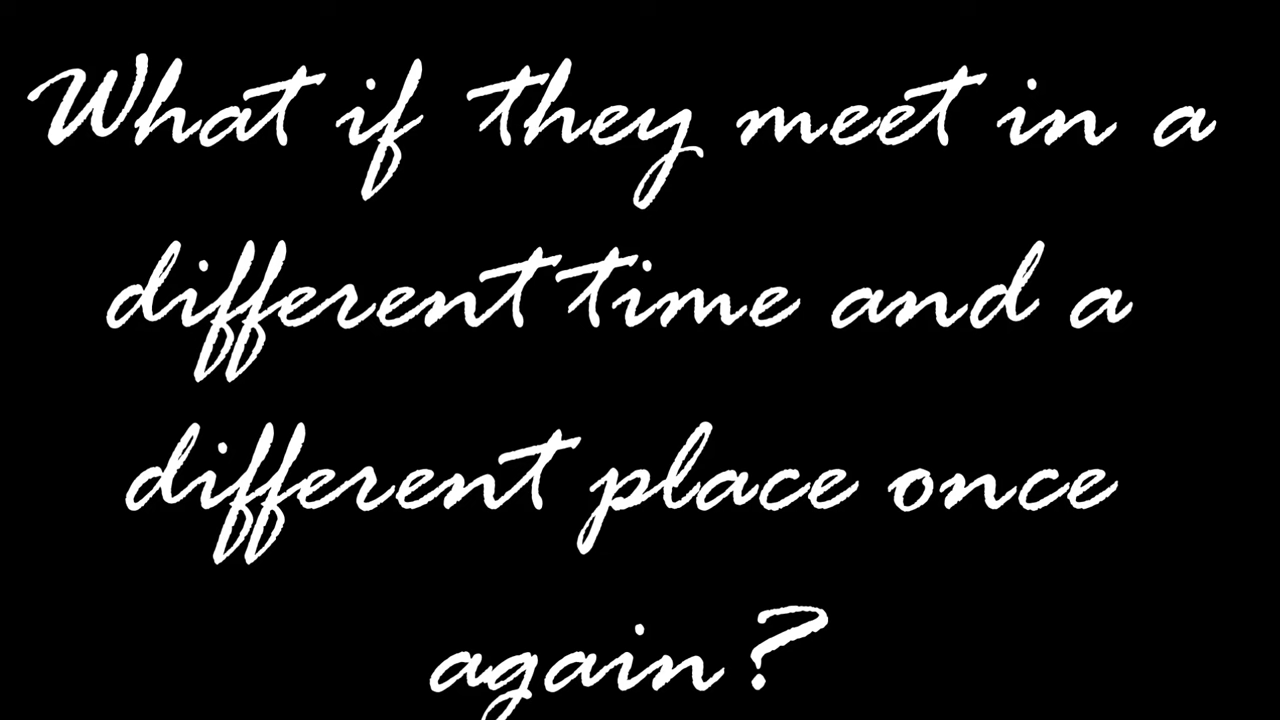 What if they meet in a
different time and a
different place once
again?